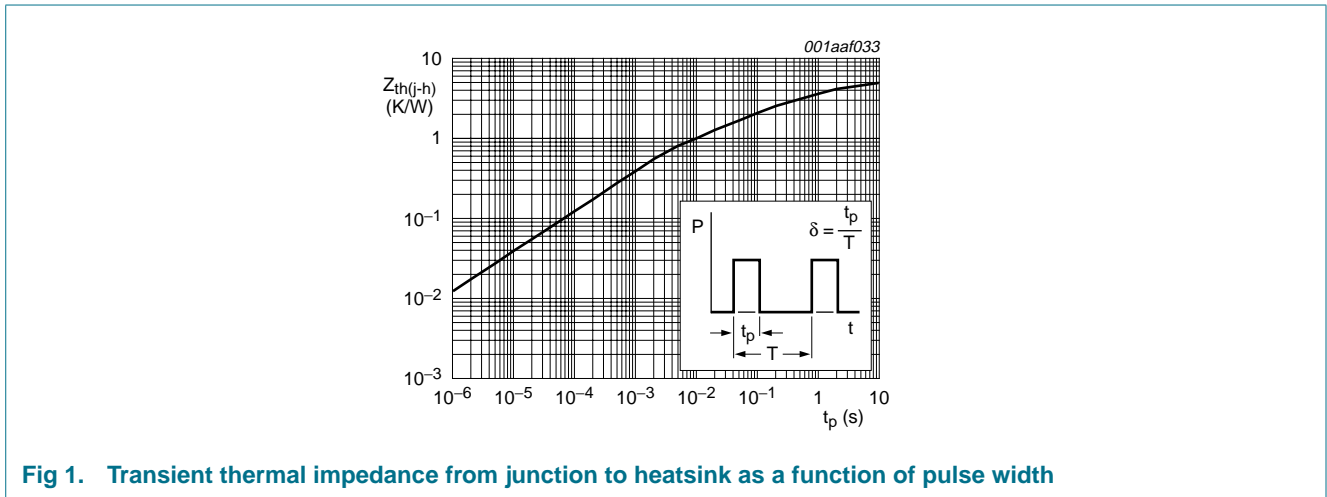 001aaf033
10
Zth(j-h)
(K/W)
1
10−1
10−2
10−3
P
δ = tp
T
tp
T
t
10−6 10−5 10−4 10−3 10−2 10−1 1 10
tp (s)
Fig 1. Transient thermal impedance from junction to heatsink as a function of pulse width